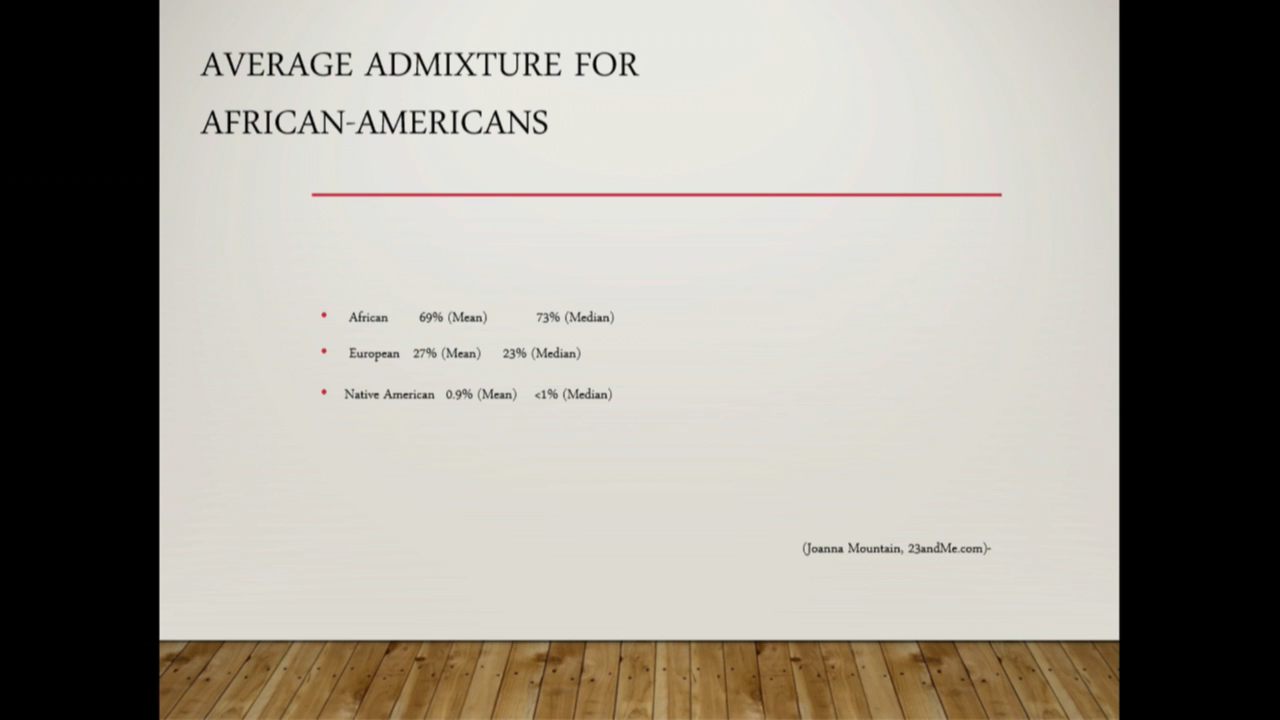 AVERAGE ADMIXTURE FOR
AFRICAN-AMERICANS
• African 69% (Mean) 73% (Median)
• European 27% (Mean) 23% (Median)
• Native American 0.9% (Mean) <1% (Median)
(Joanna Mountain, 23andMe.com)-